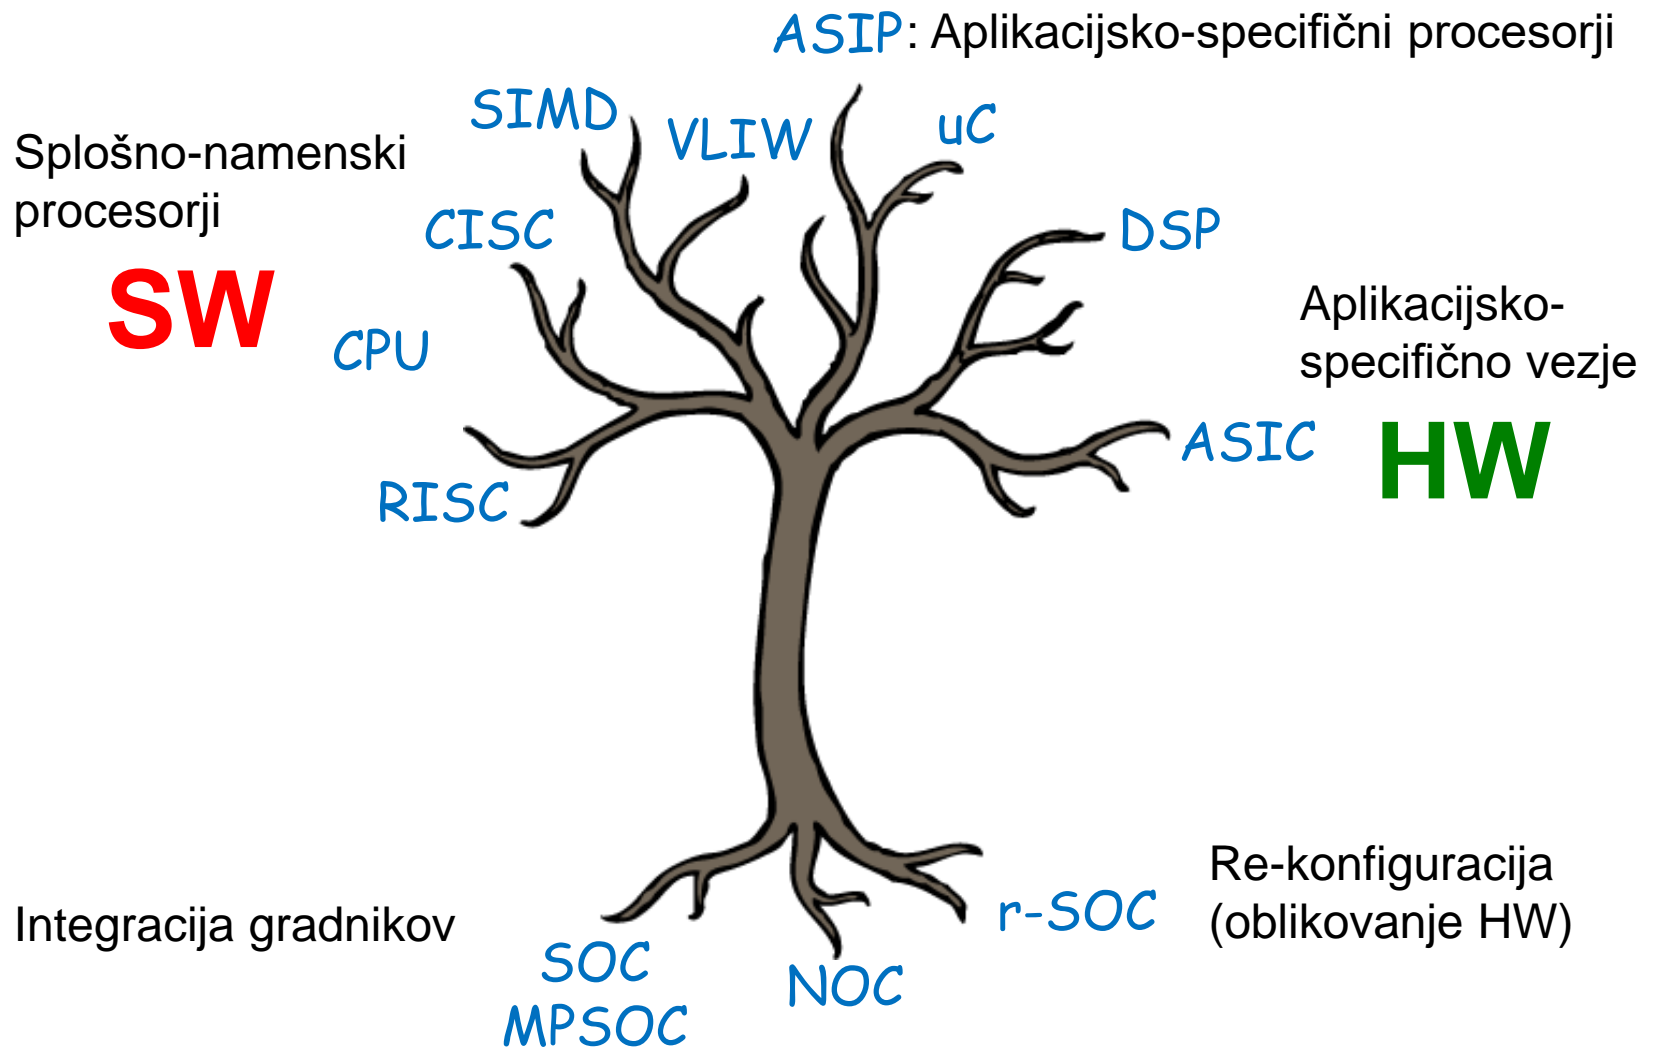 ASIP: Aplikacijsko-specifični procesorji
SIMD
VLIW
uC
Splošno-namenski
procesorji
CISC
DSP
SW
CPU
Aplikacijsko-
specifično vezje
ASIC
HW
RISC
Re-konfiguracija
(oblikovanje HW)
r-SOC
Integracija gradnikov
SOC
MPSOC
NOC